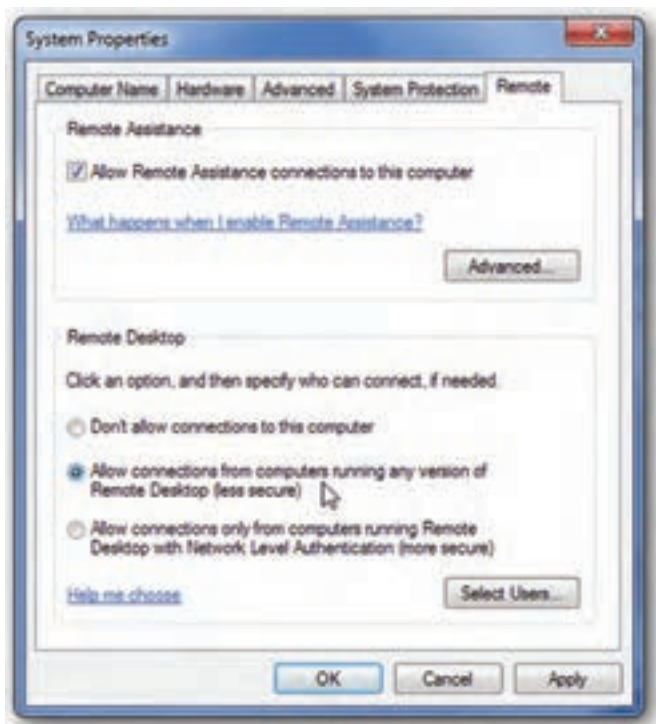 System Properties
Computer Name Hardware Advanced System Protection Remote
Remote Assistance
Allow Remote Assistance connections to this computer
What happens when I enable Remote Assistance?
Advanced...
Remote Desktop
Click an option, and then specify who can connect, if needed.
Don't allow connections to this computer
Allow connections from computers running any version of
Remote Desktop (less secure)
Allow connections only from computers running Remote
Desktop with Network Level Authentication (more secure)
Help me choose
Select Users...
OK Cancel Apply